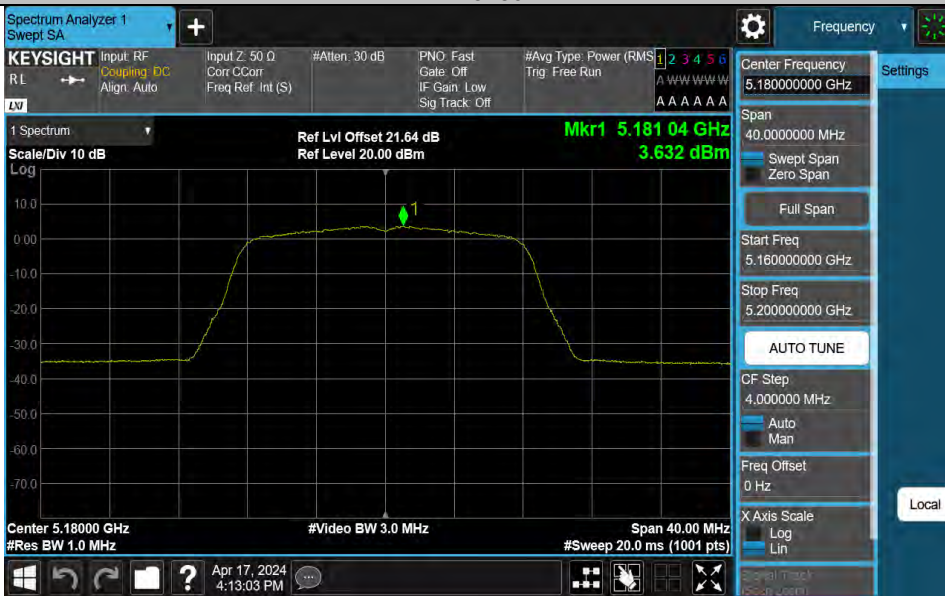 Spectrum Analyzer 1
Swept SA
Frequency
KEYSIGHT
RL
LXI
Input: RF
Coupling: DC
Align: Auto
Input Z: 50 Ω
Corr CCorr
Freq Ref: Int (S)
#Atten: 30 dB
PNO: Fast
Gate: Off
IF Gain: Low
Sig Track: Off
#Avg Type: Power (RMS
Trig: Free Run
1 2 3 4 5 6
A W W W W W
A A A A A A
1 Spectrum
Scale/Div 10 dB
Log
Ref Lvl Offset 21.64 dB
Ref Level 20.00 dBm
Mkr1 5.181 04 GHz
3.632 dBm
1
10.0
0.00
-10.0
-20.0
-30.0
-40.0
-50.0
-60.0
-70.0
Center 5.18000 GHz
#Res BW 1.0 MHz
#Video BW 3.0 MHz
Span 40.00 MHz
#Sweep 20.0 ms (1001 pts)
Apr 17, 2024
4:13:03 PM
Center Frequency
5.180000000 GHz
Span
40.0000000 MHz
Swept Span
Zero Span
Full Span
Start Freq
5.160000000 GHz
Stop Freq
5.200000000 GHz
AUTO TUNE
CF Step
4.000000 MHz
Auto
Man
Freq Offset
0 Hz
X Axis Scale
Log
Lin
Signal Track
Settings
Local